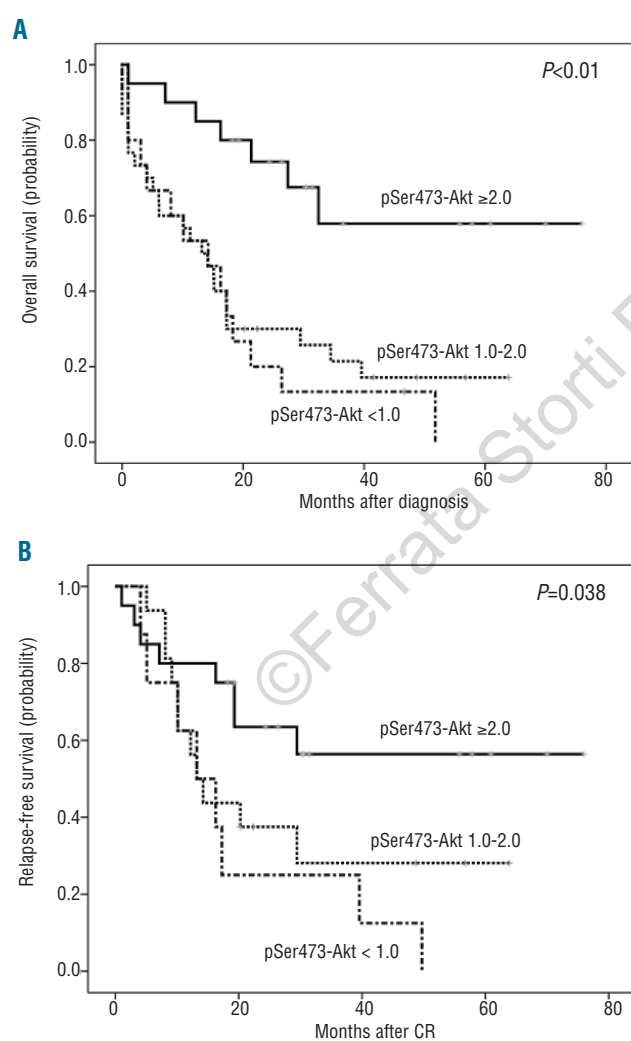 A
P<0.01
1.0
0.8
0.6
0.4
0.2
0.0
Overall survival (probability)
pSer473-Akt ≥2.0
pSer473-Akt 1.0-2.0
pSer473-Akt <1.0
0 20 40 60 80
Months after diagnosis
©Ferrata Storti
B
P=0.038
1.0
0.8
0.6
0.4
0.2
0.0
Relapse-free survival (probability)
pSer473-Akt ≥2.0
pSer473-Akt 1.0-2.0
pSer473-Akt < 1.0
0 20 40 60 80
Months after CR